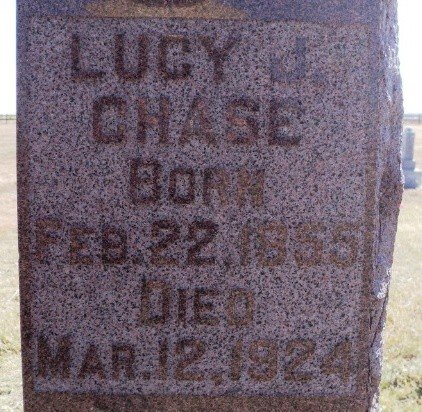 LUCY J.
CHASE
BORN
FEB. 22, 1855
DIED
MAR. 12, 1924